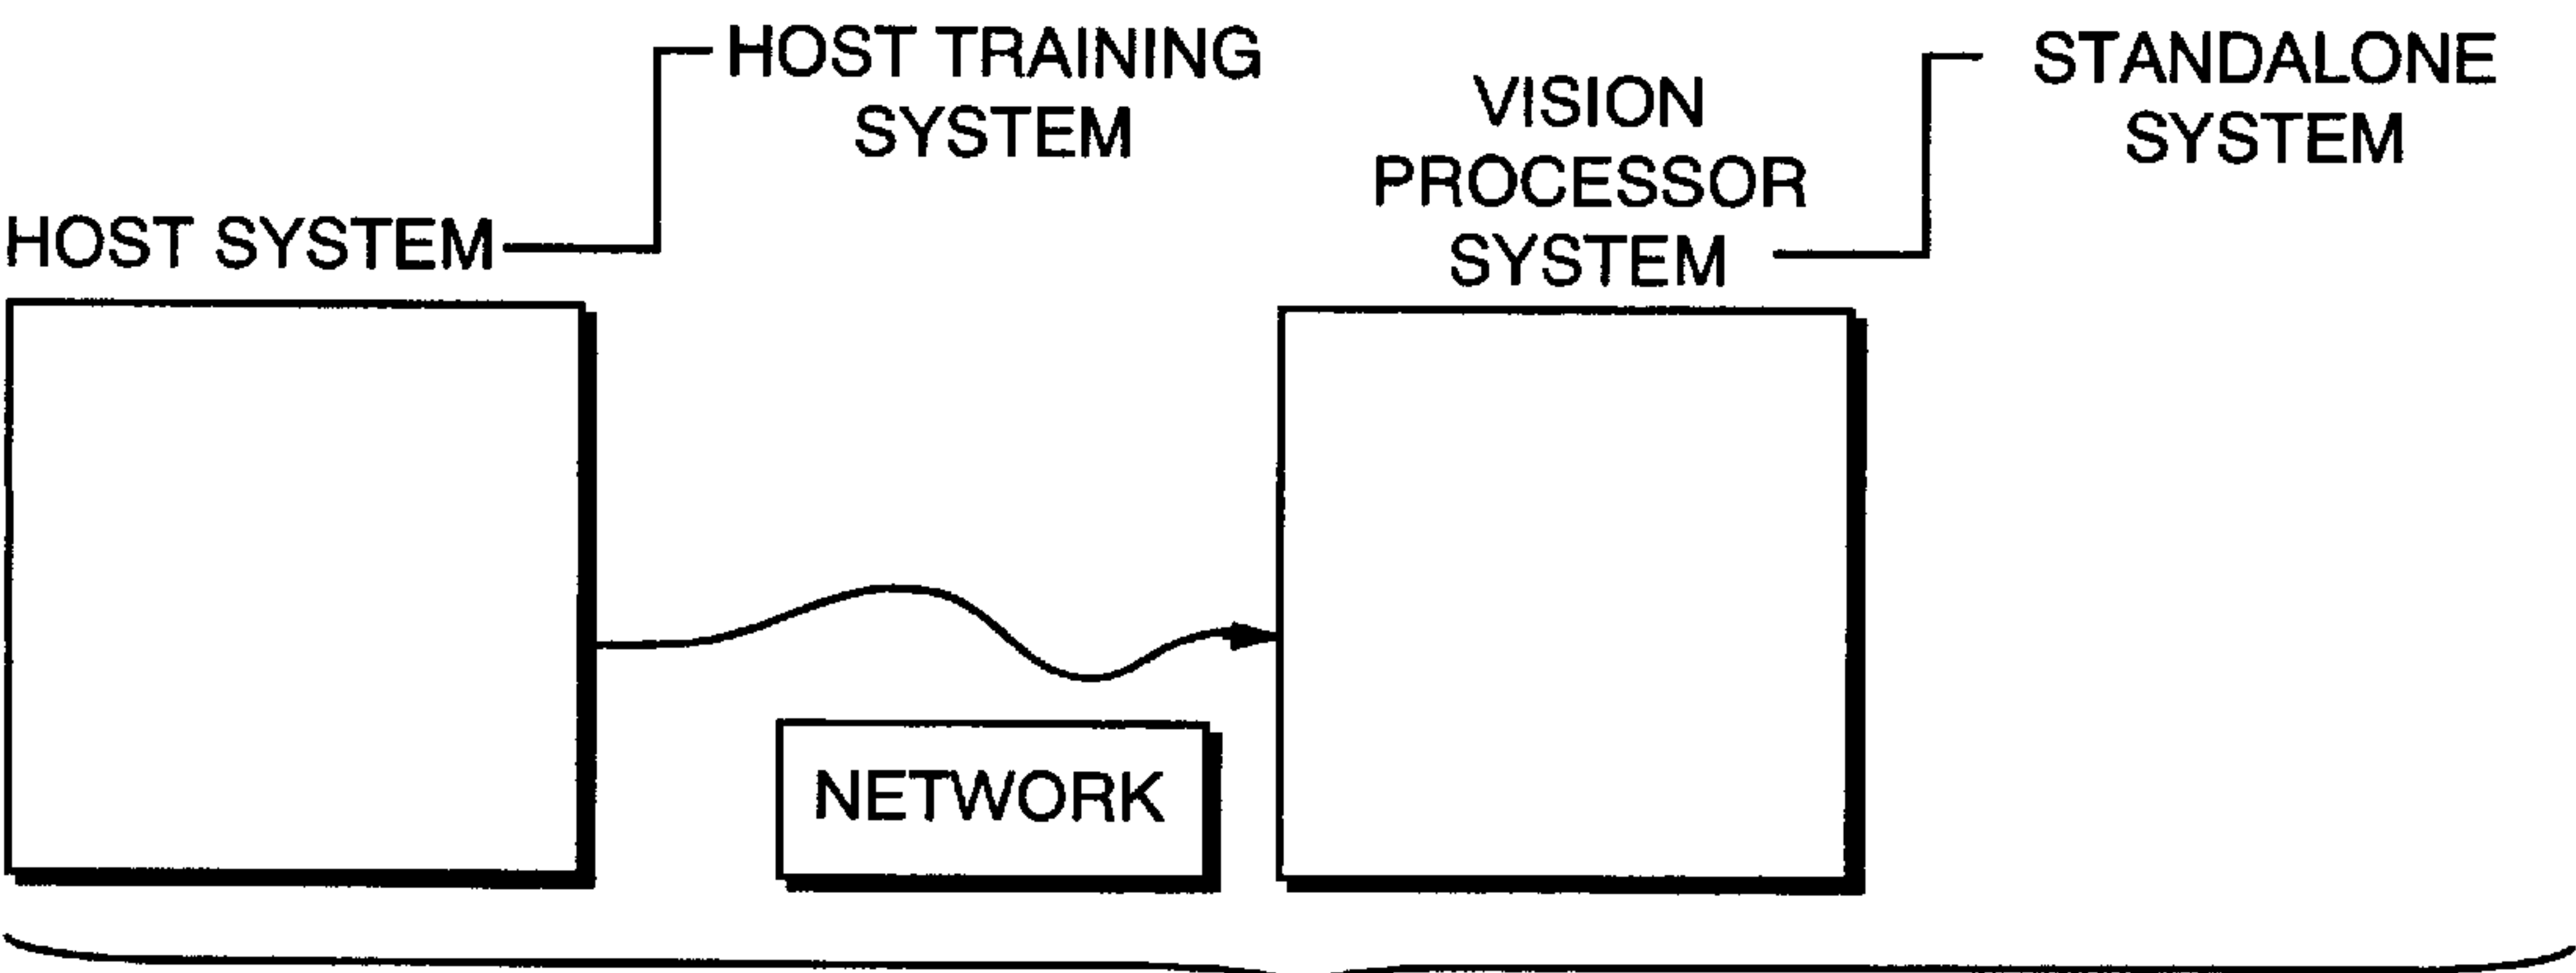 HOST TRAINING
SYSTEM
HOST SYSTEM
VISION
PROCESSOR
SYSTEM
STANDALONE
SYSTEM
NETWORK